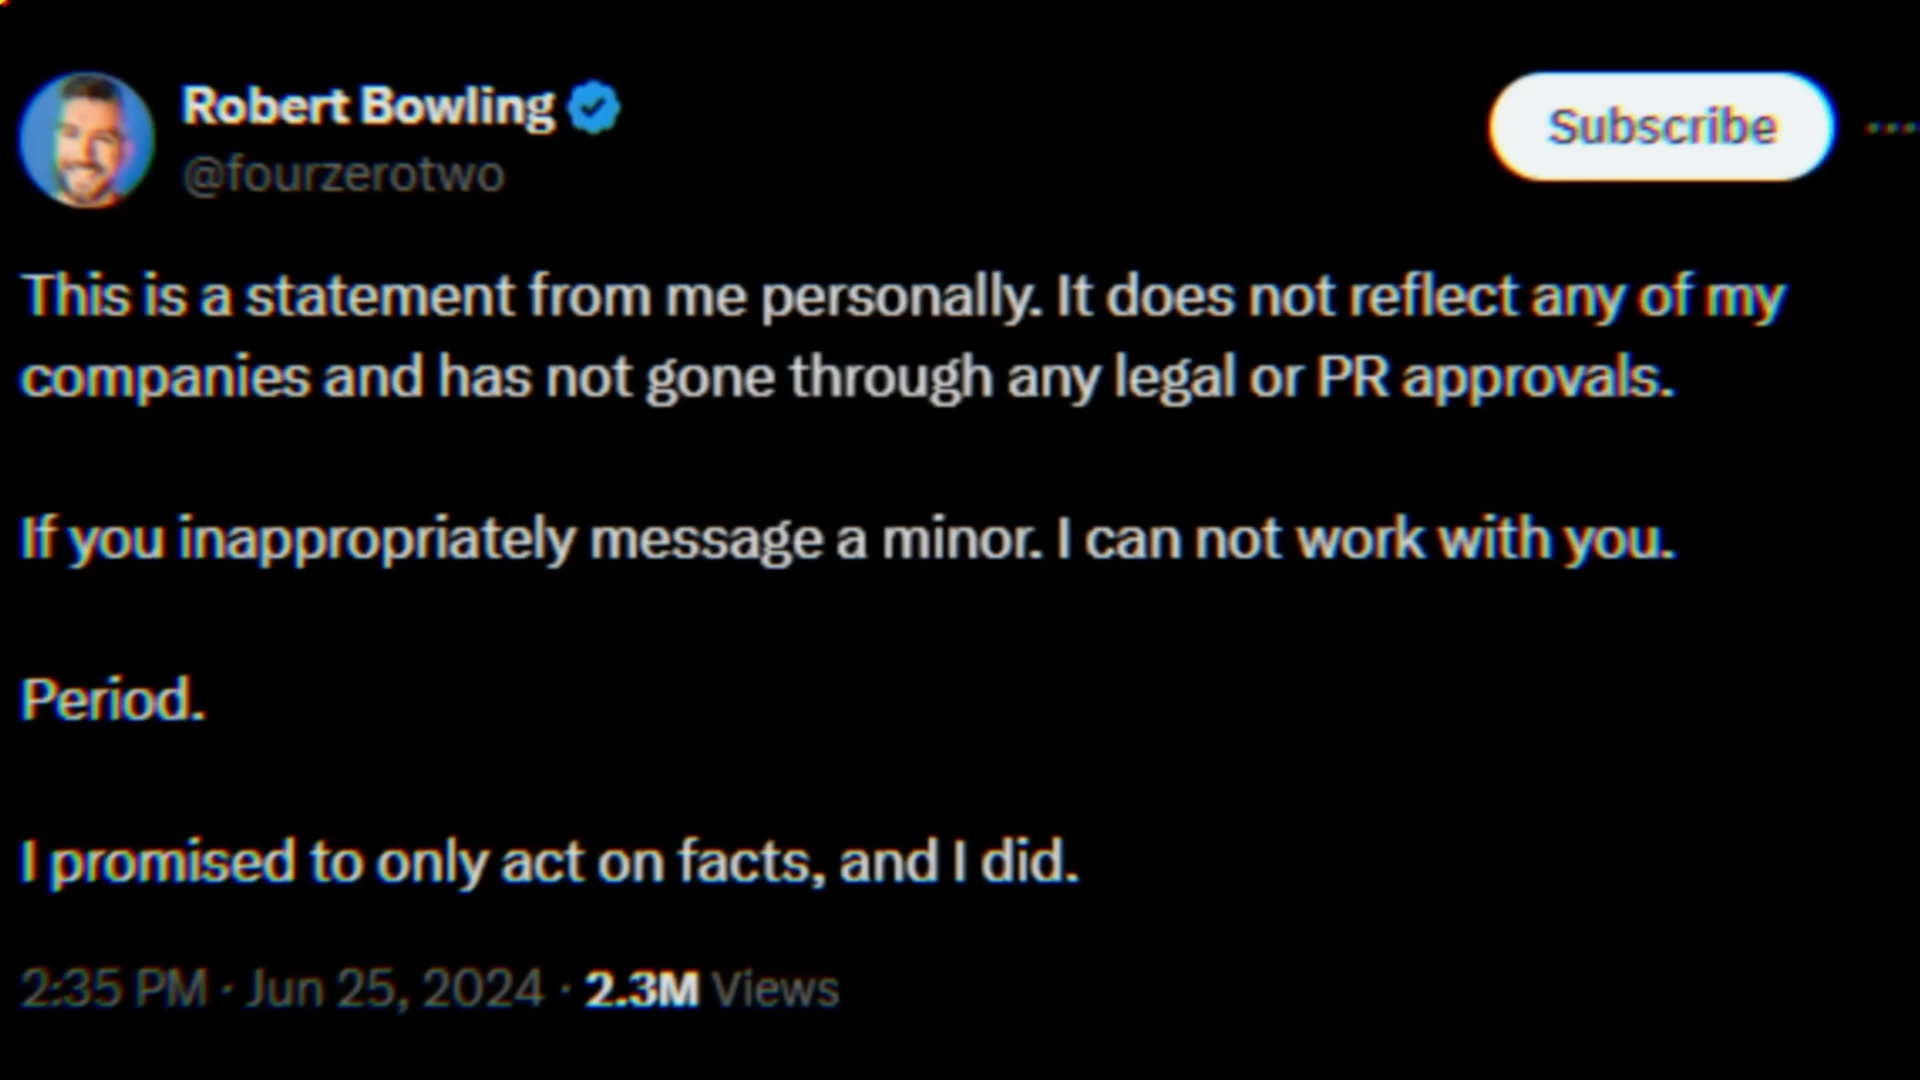 Robert Bowling
Subscribe
@fourzerotwo
This is a statement from me personally. It does not reflect any of my
companies and has not gone through any legal or PR approvals.
If you inappropriately message a minor. I can not work with you.
Period.
I promised to only act on facts, and I did.
2:35 PM · Jun 25, 2024 · 2.3M Views